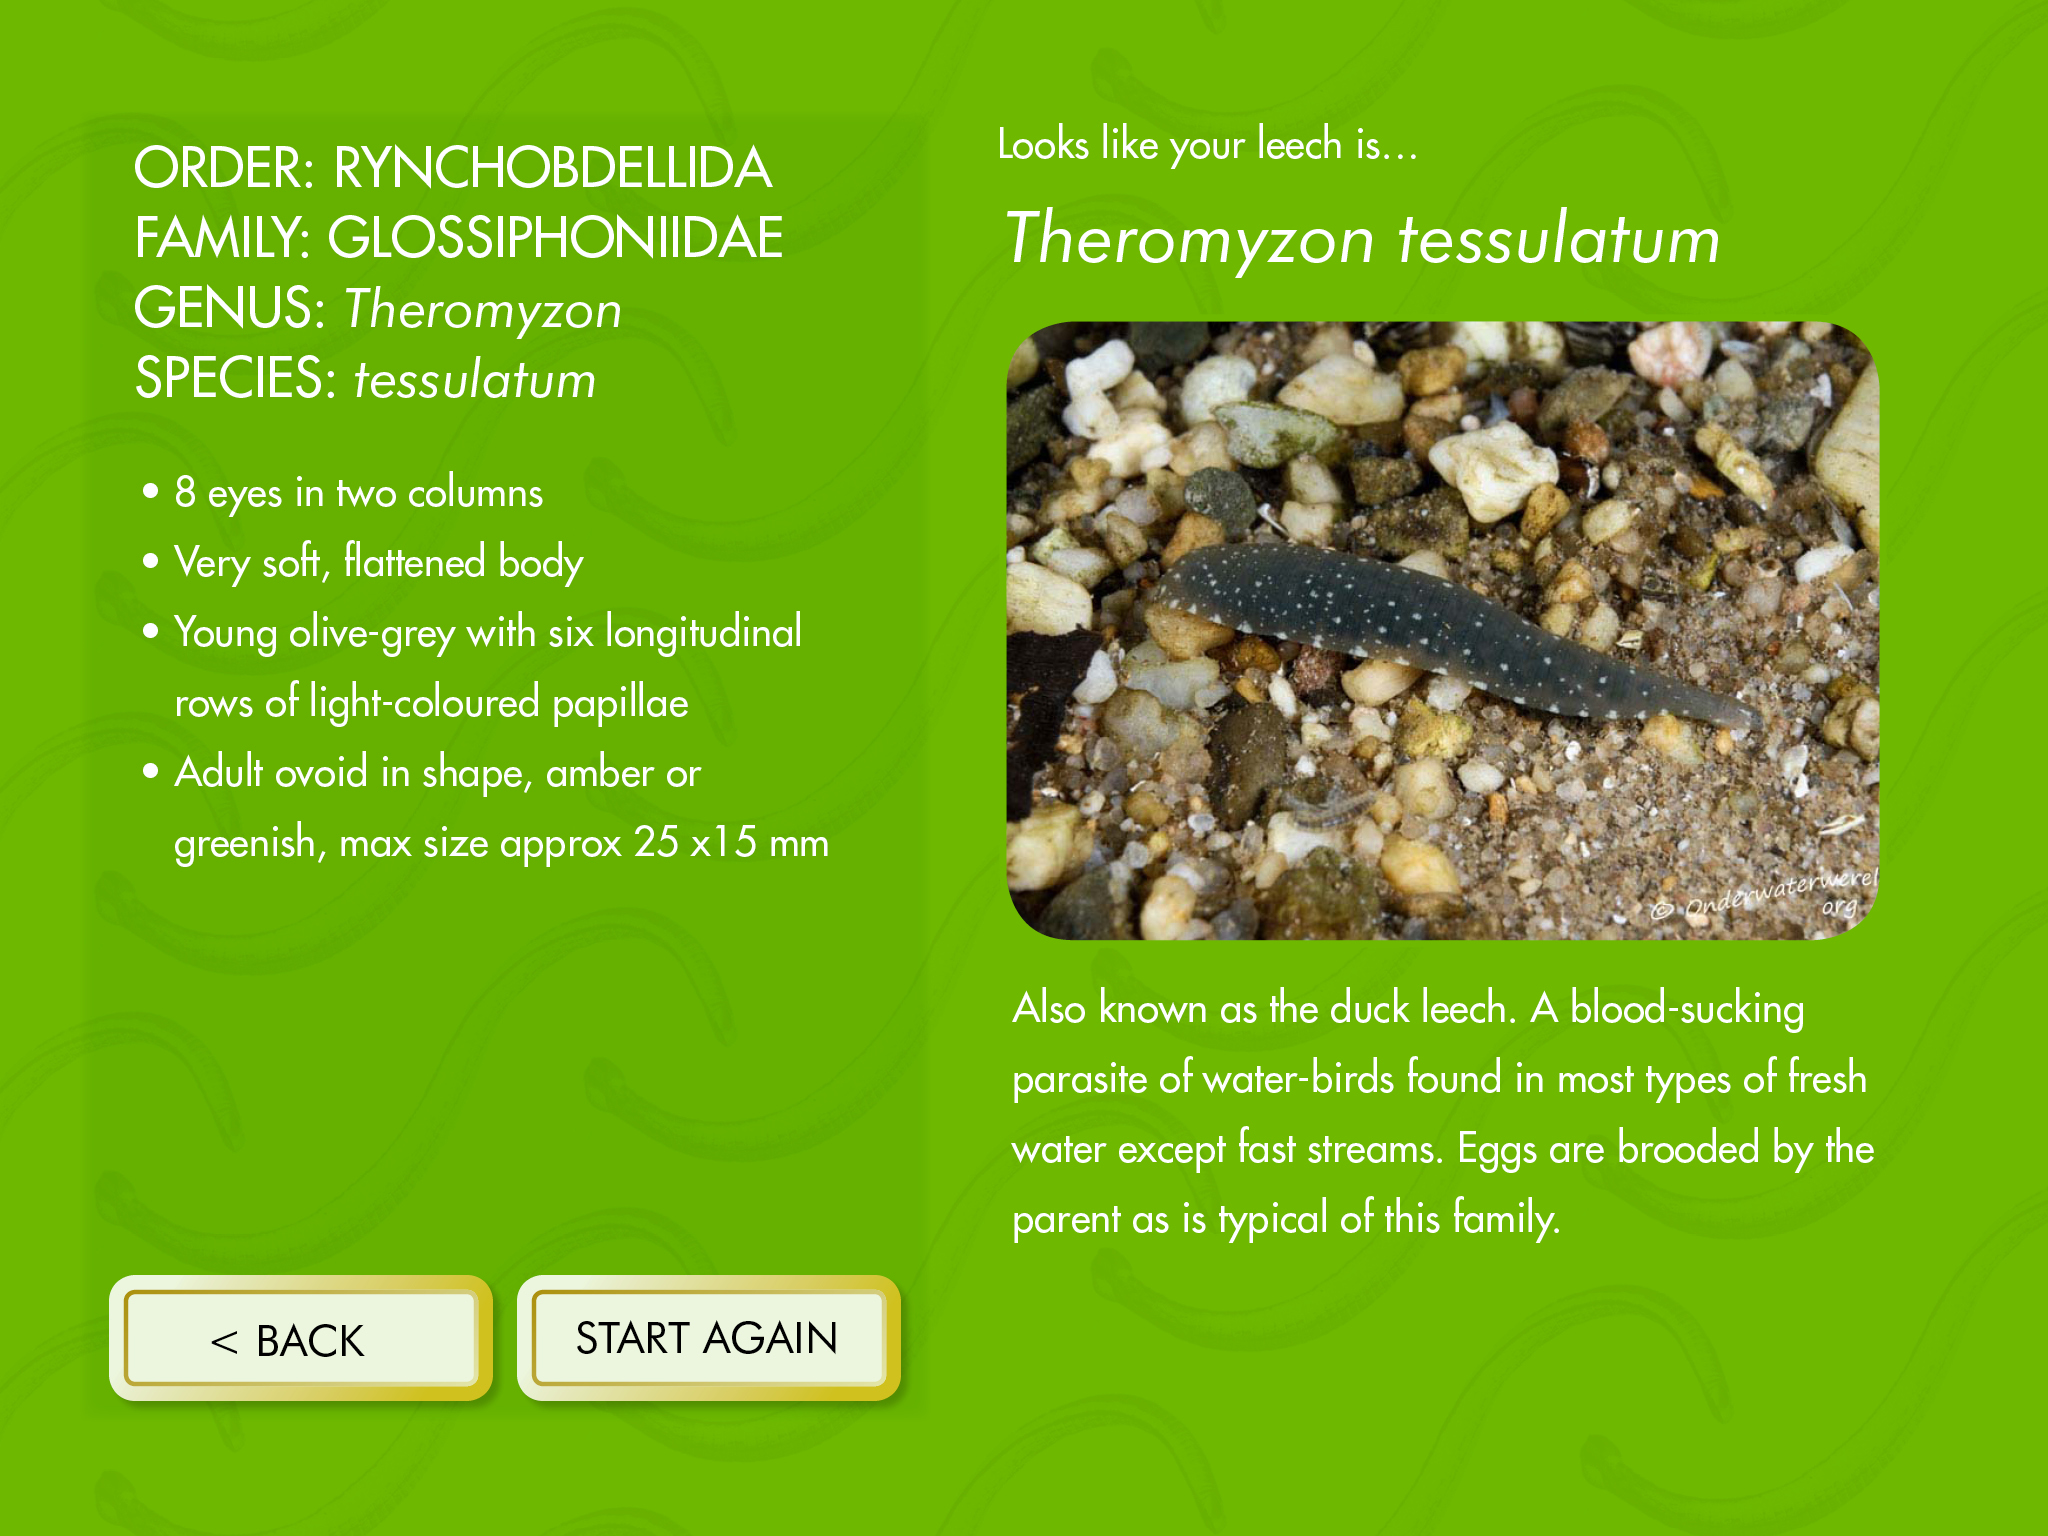 ORDER: RYNCHOBDELLIDA
FAMILY: GLOSSIPHONIIDAE
GENUS: Theromyzon
SPECIES: tessulatum
• 8 eyes in two columns
• Very soft, flattened body
• Young olive-grey with six longitudinal
rows of light-coloured papillae
• Adult ovoid in shape, amber or
greenish, max size approx 25 x15 mm
< BACK
START AGAIN
Looks like your leech is...
Theromyzon tessulatum
© Onderwaterwerel
org
Also known as the duck leech. A blood-sucking
parasite of water-birds found in most types of fresh
water except fast streams. Eggs are brooded by the
parent as is typical of this family.